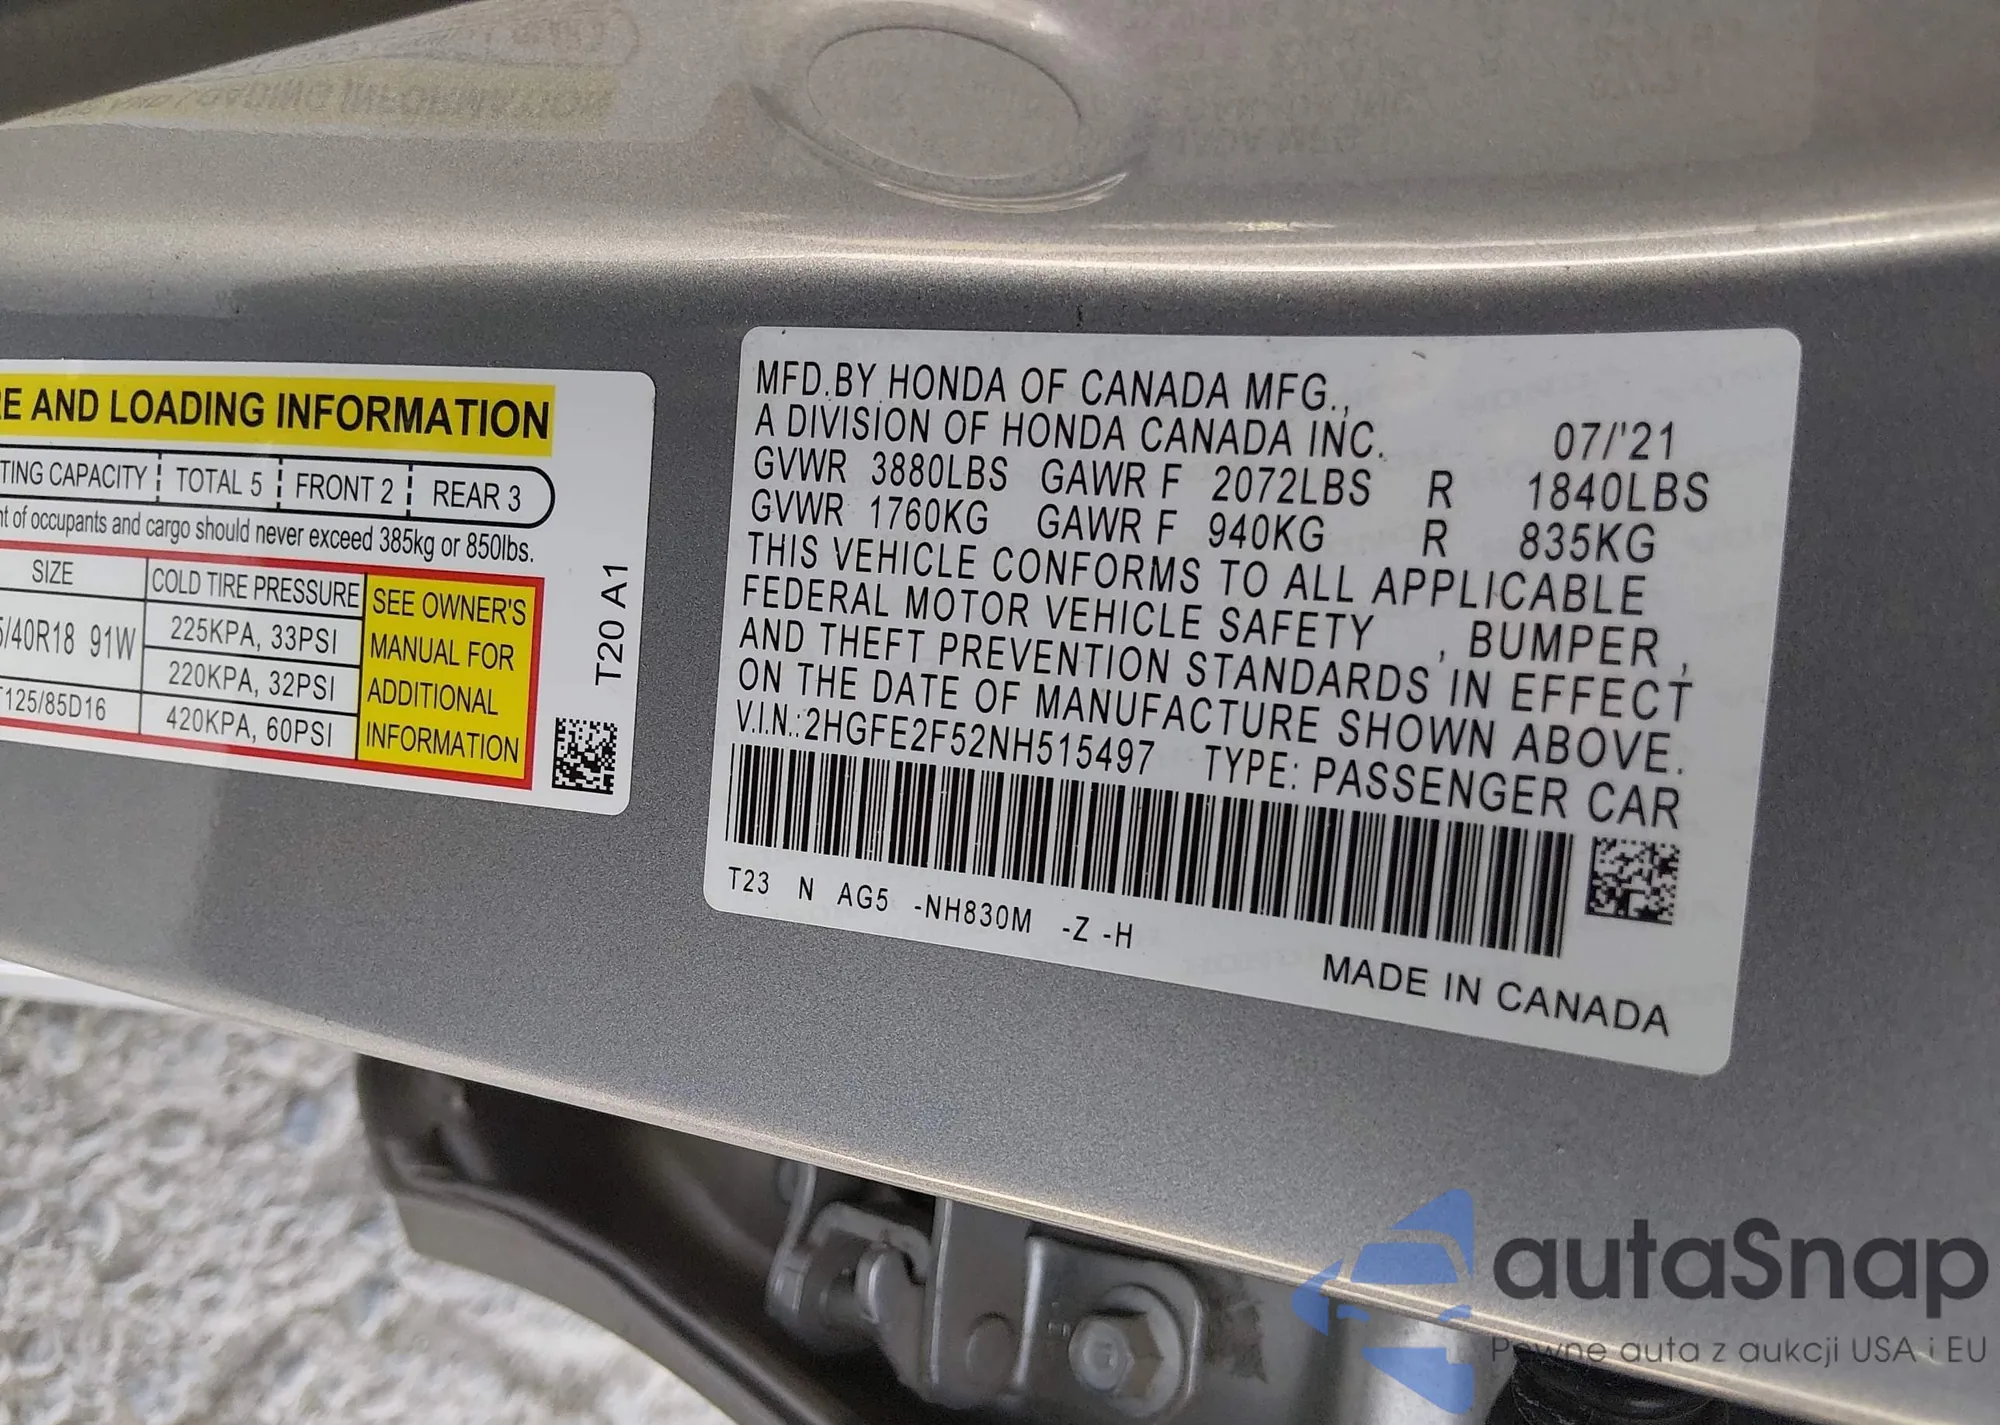 RE AND LOADING INFORMATION
TING CAPACITY TOTAL 5 FRONT 2 REAR 3
of occupants and cargo should never exceed 385kg or 850lbs.
SIZE COLD TIRE PRESSURE SEE OWNER'S MANUAL FOR ADDITIONAL INFORMATION
5/40R18 91W 225KPA, 33PSI
220KPA, 32PSI
T125/85D16 420KPA, 60PSI
T20 A1
MFD.BY HONDA OF CANADA MFG.,
A DIVISION OF HONDA CANADA INC. 07/'21
GVWR 3880LBS GAWR F 2072LBS R 1840LBS
GVWR 1760KG GAWR F 940KG R 835KG
THIS VEHICLE CONFORMS TO ALL APPLICABLE
FEDERAL MOTOR VEHICLE SAFETY , BUMPER ,
AND THEFT PREVENTION STANDARDS IN EFFECT
ON THE DATE OF MANUFACTURE SHOWN ABOVE.
V.I.N.:2HGFE2F52NH515497 TYPE: PASSENGER CAR
T23 N AG5 -NH830M -Z -H
MADE IN CANADA
autaSnap
Pewne auta z aukcji USA i EU